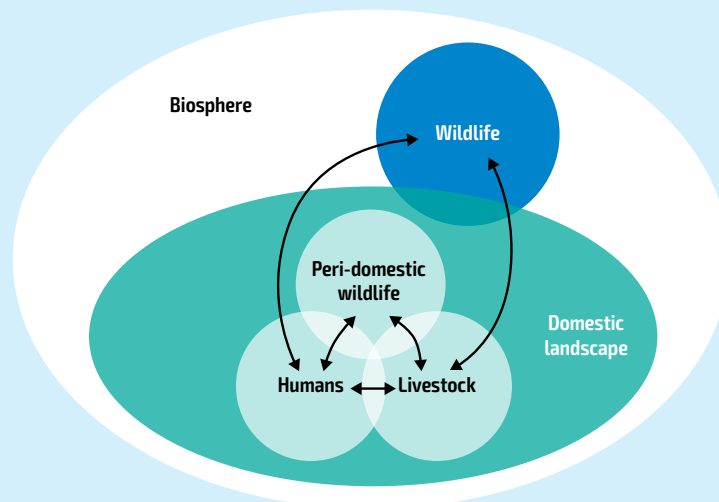 Biosphere
Wildlife
Peri-domestic
wildlife
Domestic
landscape
Humans
Livestock